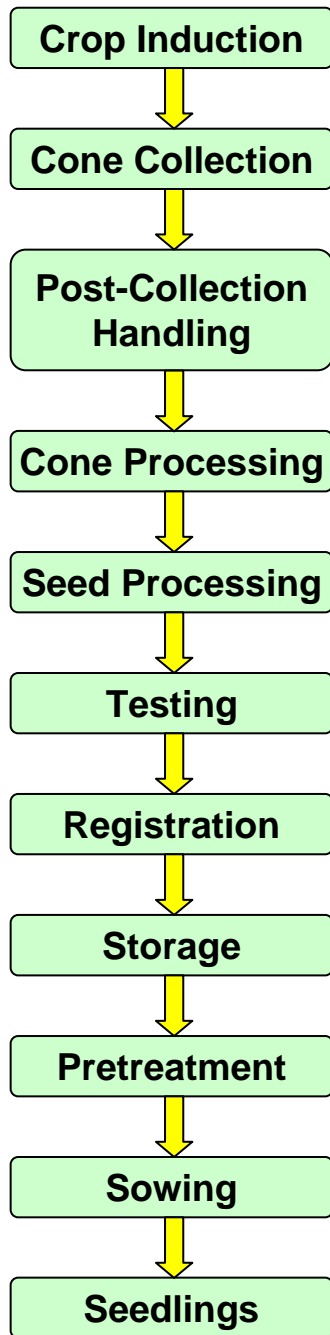 Crop Induction
Cone Collection
Post-Collection
Handling
Cone Processing
Seed Processing
Testing
Registration
Storage
Pretreatment
Sowing
Seedlings